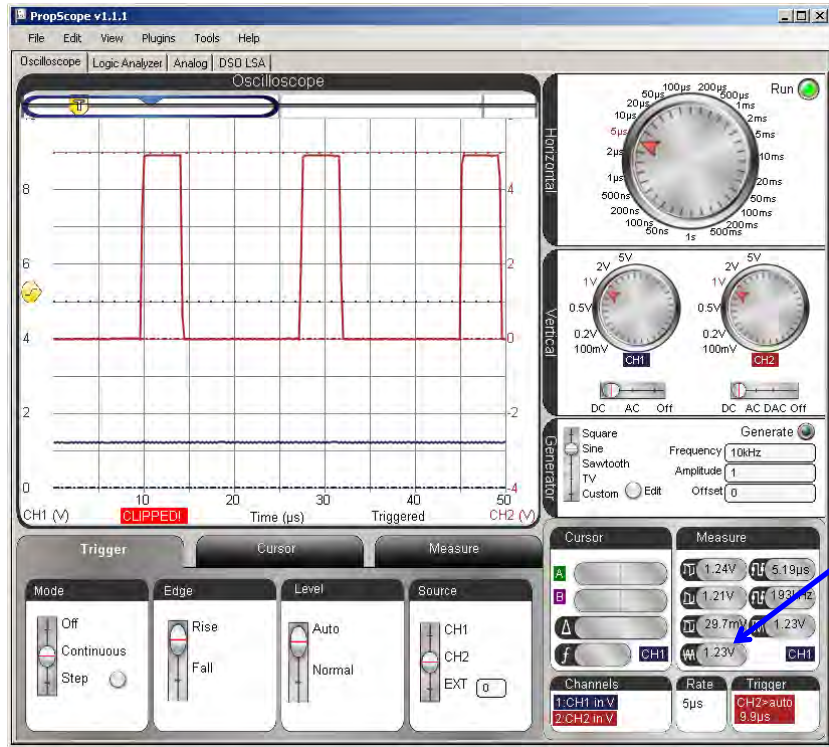 PropScope v1.1.1
File Edit View Plugins Tools Help
Oscilloscope Logic Analyzer Analog DSO LSA
Oscilloscope
T
8
6
4
2
0
4
2
0
-2
-4
10 20 30 40 50
CH1 (V) CLIPPED! Time (µs) Triggered CH2 (V)
Horizontal
Run
50ns
100ns
200ns
500ns
1µs
2µs
5µs
10µs
20µs
50µs
100µs
200µs
500µs
1ms
2ms
5ms
10ms
20ms
50ms
100ms
200ms
500ms
1s
Vertical
5V
2V
1V
0.5V
0.2V
100mV
CH1
DC AC Off
5V
2V
1V
0.5V
0.2V
100mV
CH2
DC AC DAC Off
Generator
Square
Sine
Sawtooth
TV
Custom Edit
Generate
Frequency 10kHz
Amplitude 1
Offset 0
Trigger Cursor Measure
Mode
Off
Continuous
Step
Edge
Rise
Fall
Level
Auto
Normal
Source
CH1
CH2
EXT 0
Cursor
A
B
Δ
f CH1
Measure
1.24V 5.19µs
1.21V 193kHz
29.7mV 1.23V
1.23V CH1
Channels
1:CH1 in V
2:CH2 in V
Rate
5µs
Trigger
CH2>auto
9.9µs